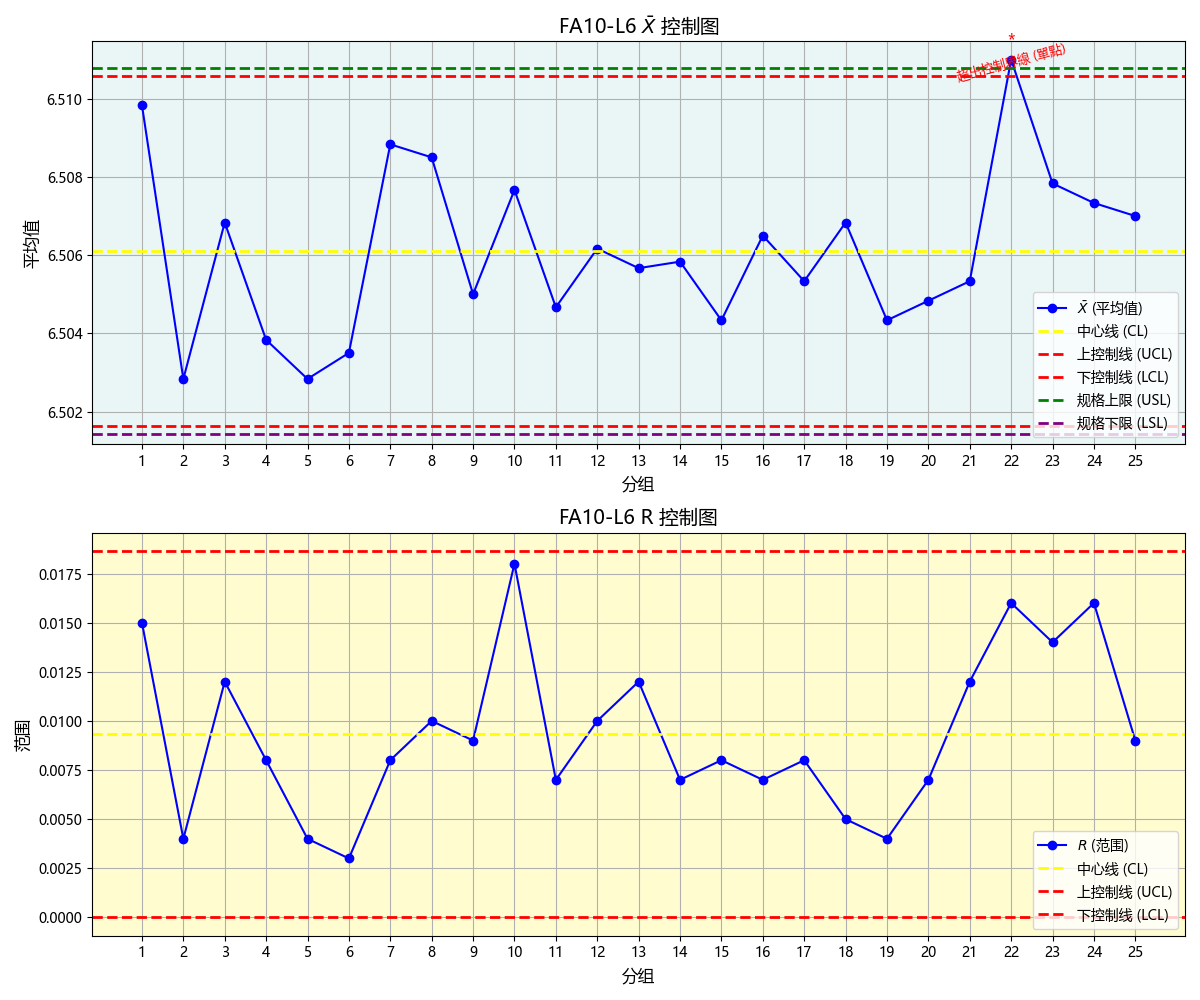 FA10-L6 X̄ 控制图
*
超出控制界線 (單點)
平均值
6.510
6.508
6.506
6.504
6.502
X̄ (平均值)
中心线 (CL)
上控制线 (UCL)
下控制线 (LCL)
规格上限 (USL)
规格下限 (LSL)
1 2 3 4 5 6 7 8 9 10 11 12 13 14 15 16 17 18 19 20 21 22 23 24 25
分组
FA10-L6 R 控制图
范围
0.0175
0.0150
0.0125
0.0100
0.0075
0.0050
0.0025
0.0000
R (范围)
中心线 (CL)
上控制线 (UCL)
下控制线 (LCL)
1 2 3 4 5 6 7 8 9 10 11 12 13 14 15 16 17 18 19 20 21 22 23 24 25
分组